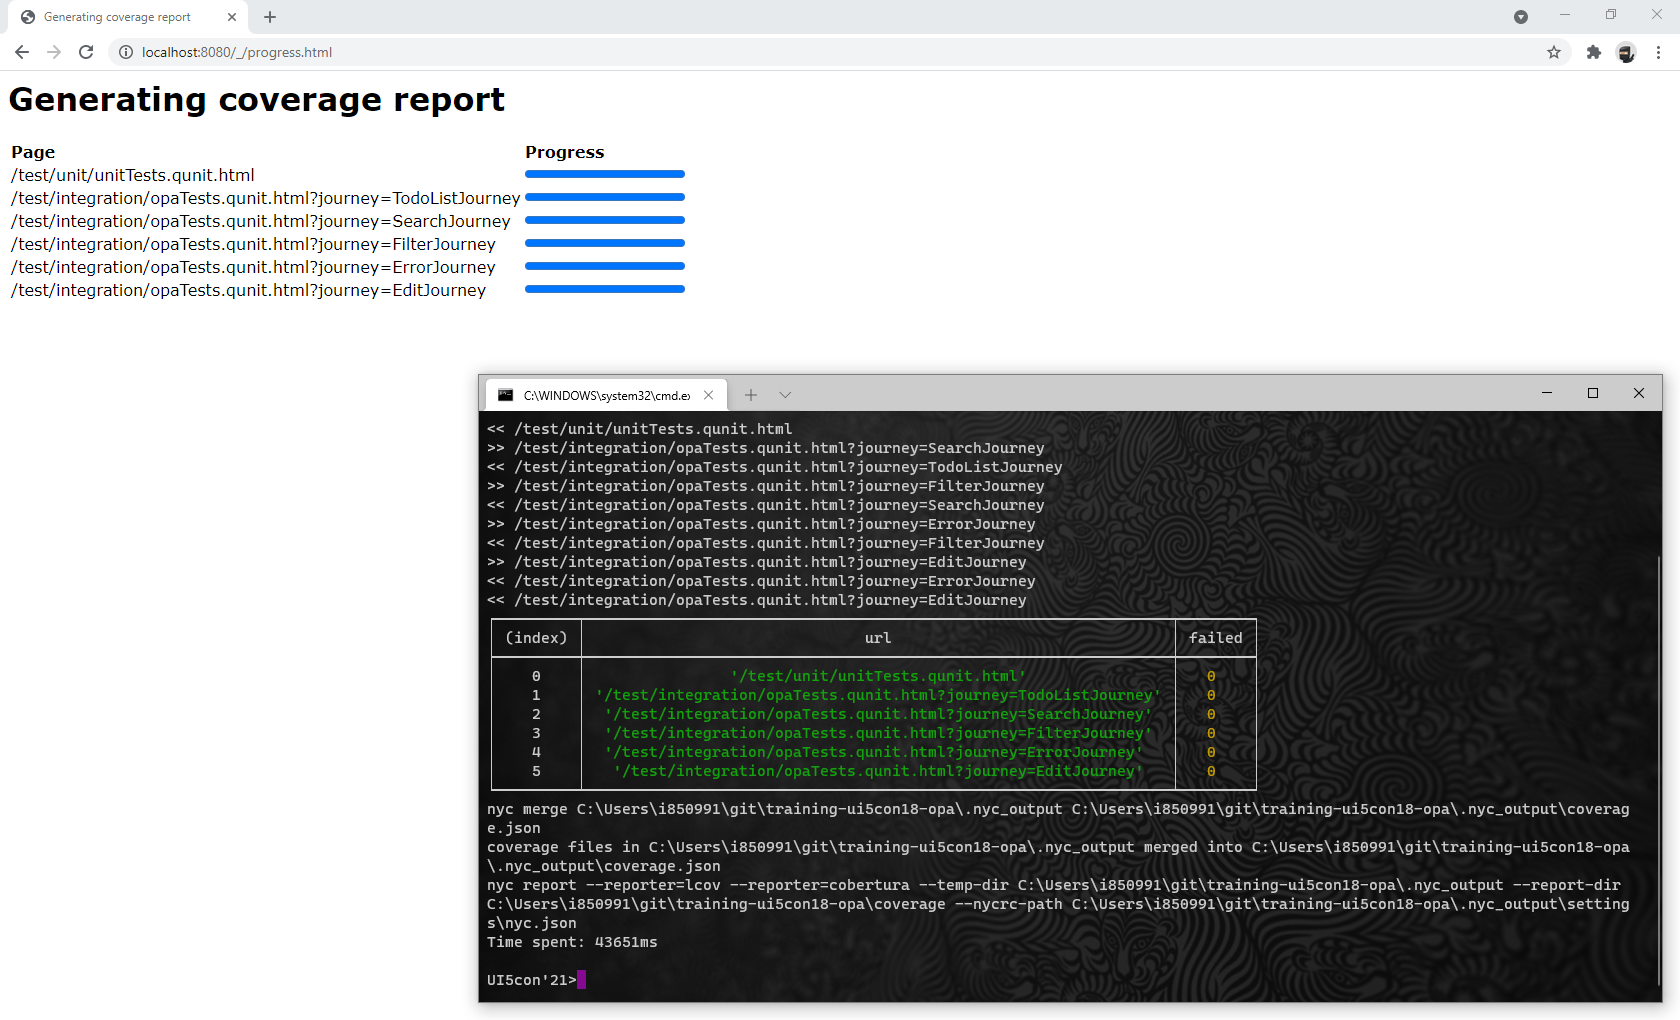 Generating coverage report
localhost:8080/_/progress.html
Generating coverage report
Page Progress
/test/unit/unitTests.qunit.html
/test/integration/opaTests.qunit.html?journey=TodoListJourney
/test/integration/opaTests.qunit.html?journey=SearchJourney
/test/integration/opaTests.qunit.html?journey=FilterJourney
/test/integration/opaTests.qunit.html?journey=ErrorJourney
/test/integration/opaTests.qunit.html?journey=EditJourney
C:\WINDOWS\system32\cmd.ex
<< /test/unit/unitTests.qunit.html
>> /test/integration/opaTests.qunit.html?journey=SearchJourney
<< /test/integration/opaTests.qunit.html?journey=TodoListJourney
>> /test/integration/opaTests.qunit.html?journey=FilterJourney
<< /test/integration/opaTests.qunit.html?journey=SearchJourney
>> /test/integration/opaTests.qunit.html?journey=ErrorJourney
<< /test/integration/opaTests.qunit.html?journey=FilterJourney
>> /test/integration/opaTests.qunit.html?journey=EditJourney
<< /test/integration/opaTests.qunit.html?journey=ErrorJourney
<< /test/integration/opaTests.qunit.html?journey=EditJourney
(index) url failed
0 '/test/unit/unitTests.qunit.html' 0
1 '/test/integration/opaTests.qunit.html?journey=TodoListJourney' 0
2 '/test/integration/opaTests.qunit.html?journey=SearchJourney' 0
3 '/test/integration/opaTests.qunit.html?journey=FilterJourney' 0
4 '/test/integration/opaTests.qunit.html?journey=ErrorJourney' 0
5 '/test/integration/opaTests.qunit.html?journey=EditJourney' 0
nyc merge C:\Users\i850991\git\training-ui5con18-opa\.nyc_output C:\Users\i850991\git\training-ui5con18-opa\.nyc_output\coverag
e.json
coverage files in C:\Users\i850991\git\training-ui5con18-opa\.nyc_output merged into C:\Users\i850991\git\training-ui5con18-opa
\.nyc_output\coverage.json
nyc report --reporter=lcov --reporter=cobertura --temp-dir C:\Users\i850991\git\training-ui5con18-opa\.nyc_output --report-dir
C:\Users\i850991\git\training-ui5con18-opa\coverage --nycrc-path C:\Users\i850991\git\training-ui5con18-opa\.nyc_output\setting
s\nyc.json
Time spent: 43651ms
UI5con'21>